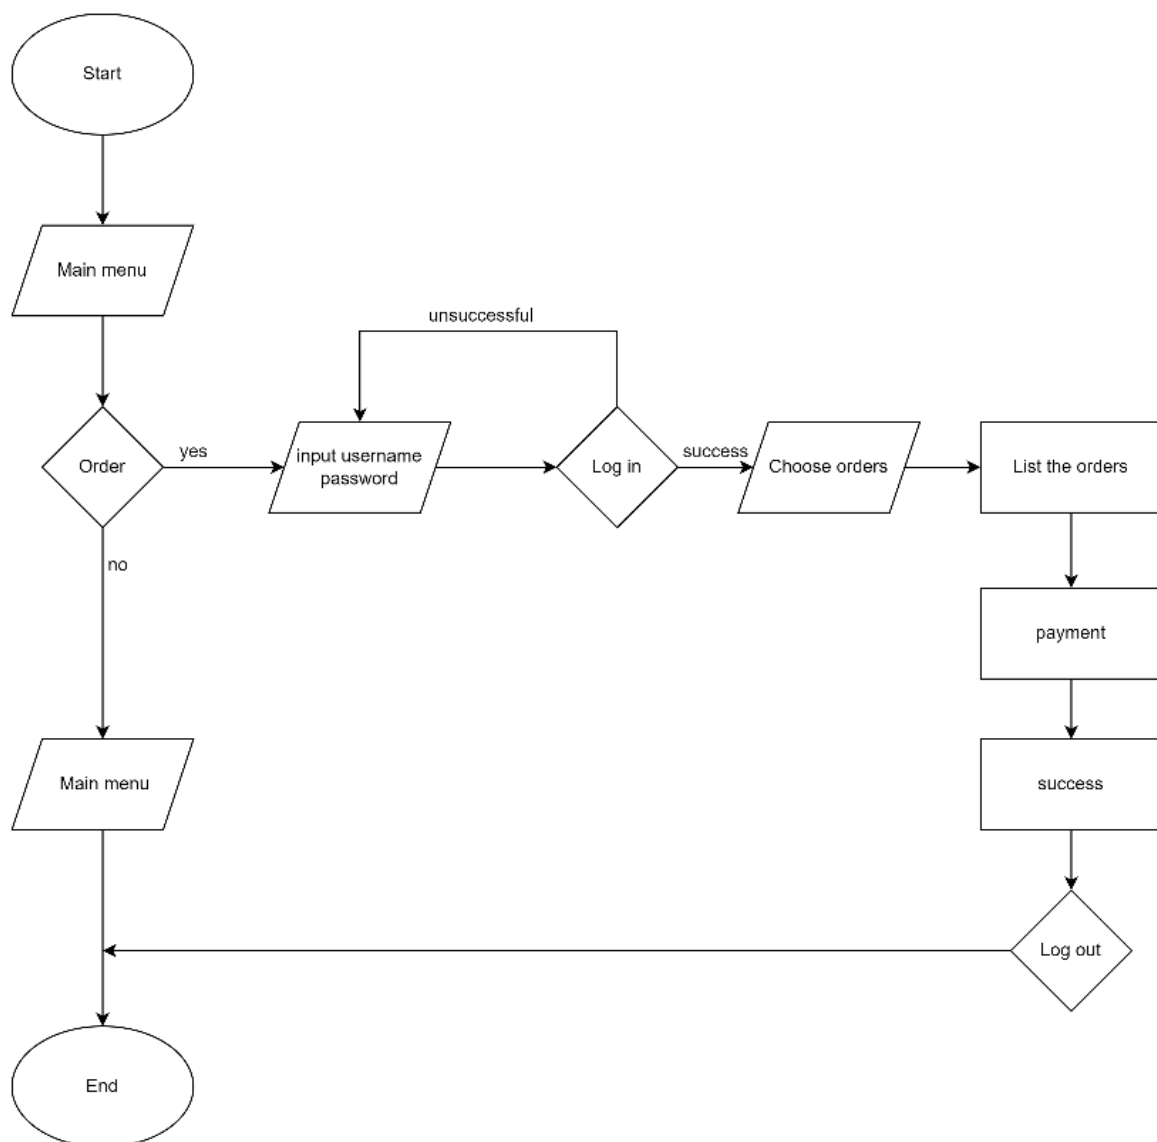 Start
Main menu
unsuccessful
Order
yes
input username
password
Log in
success
Choose orders
List the orders
no
payment
Main menu
success
Log out
End